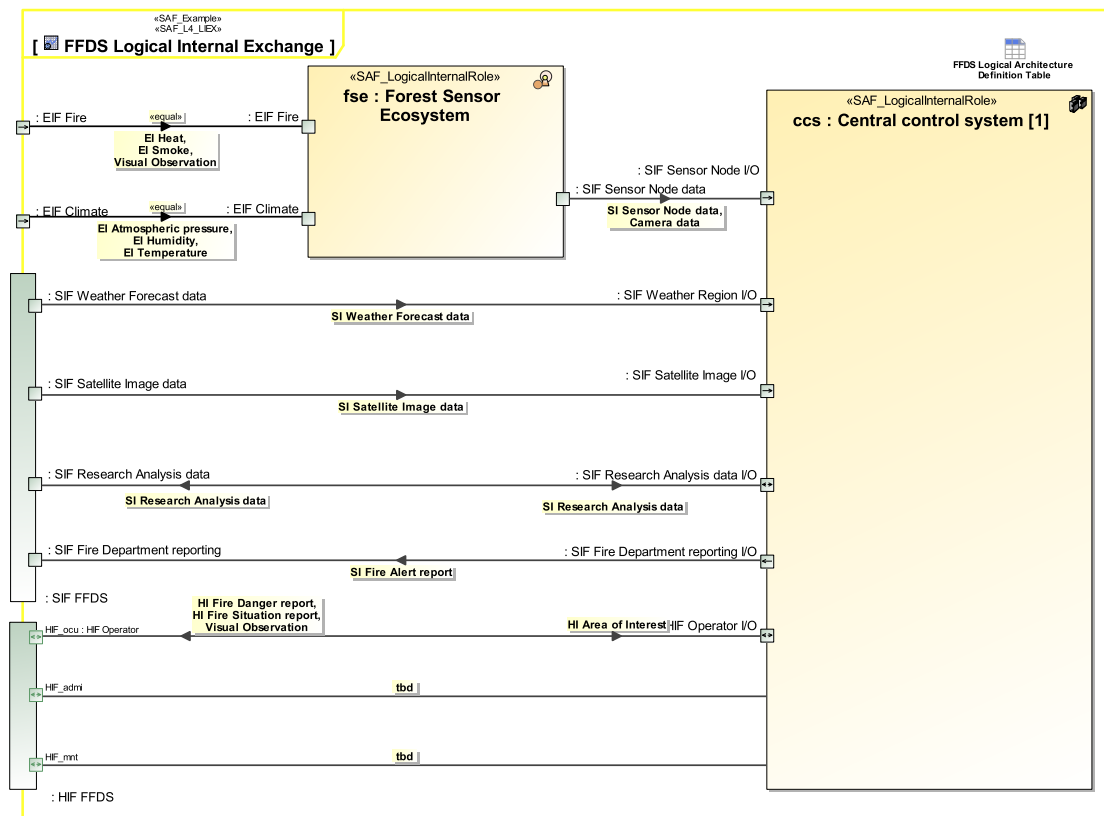 «SAF_Example»
«SAF_L4_LIEX»
[ FFDS Logical Internal Exchange ]
FFDS Logical Architecture
Definition Table
«SAF_LogicalInternalRole»
fse : Forest Sensor
Ecosystem
«SAF_LogicalInternalRole»
ccs : Central control system [1]
: EIF Fire
«equal»
: EIF Fire
EI Heat,
EI Smoke,
Visual Observation
: EIF Climate
«equal»
: EIF Climate
EI Atmospheric pressure,
EI Humidity,
EI Temperature
: SIF Sensor Node I/O
: SIF Sensor Node data
SI Sensor Node data,
Camera data
: SIF Weather Forecast data
: SIF Weather Region I/O
SI Weather Forecast data
: SIF Satellite Image data
: SIF Satellite Image I/O
SI Satellite Image data
: SIF Research Analysis data
: SIF Research Analysis data I/O
SI Research Analysis data
SI Research Analysis data
: SIF Fire Department reporting
: SIF Fire Department reporting I/O
SI Fire Alert report
: SIF FFDS
HI Fire Danger report,
HI Fire Situation report,
Visual Observation
HIF_ocu : HIF Operator
HI Area of Interest
HIF Operator I/O
HIF_admi
tbd
HIF_mnt
tbd
: HIF FFDS